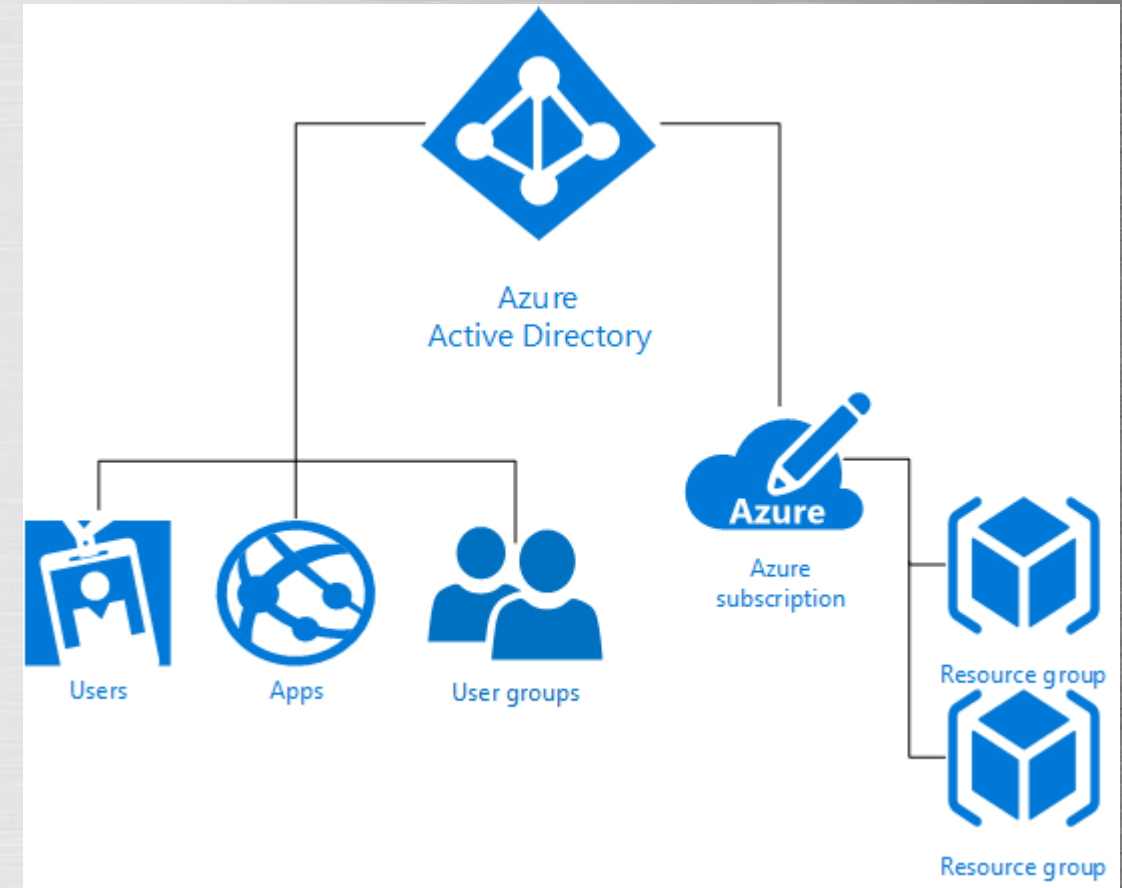 Azure
Active Directory
Azure
Azure
subscription
Users
Apps
User groups
Resource group
Resource group